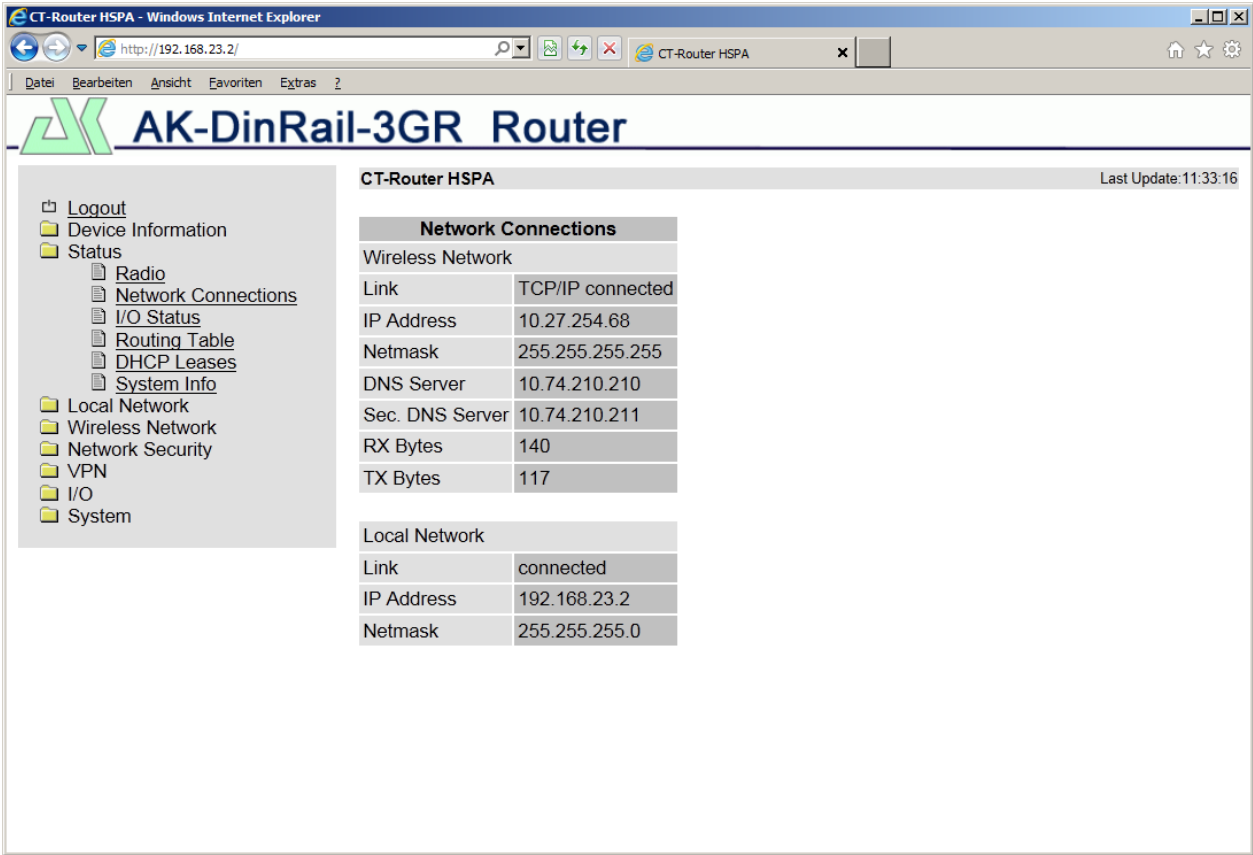 CT-Router HSPA - Windows Internet Explorer
http://192.168.23.2/
CT-Router HSPA
Datei Bearbeiten Ansicht Favoriten Extras ?
AK-DinRail-3GR Router
CT-Router HSPA Last Update:11:33:16
Logout
Device Information
Status
Radio
Network Connections
I/O Status
Routing Table
DHCP Leases
System Info
Local Network
Wireless Network
Network Security
VPN
I/O
System
Network Connections
Wireless Network
Link TCP/IP connected
IP Address 10.27.254.68
Netmask 255.255.255.255
DNS Server 10.74.210.210
Sec. DNS Server 10.74.210.211
RX Bytes 140
TX Bytes 117
Local Network
Link connected
IP Address 192.168.23.2
Netmask 255.255.255.0